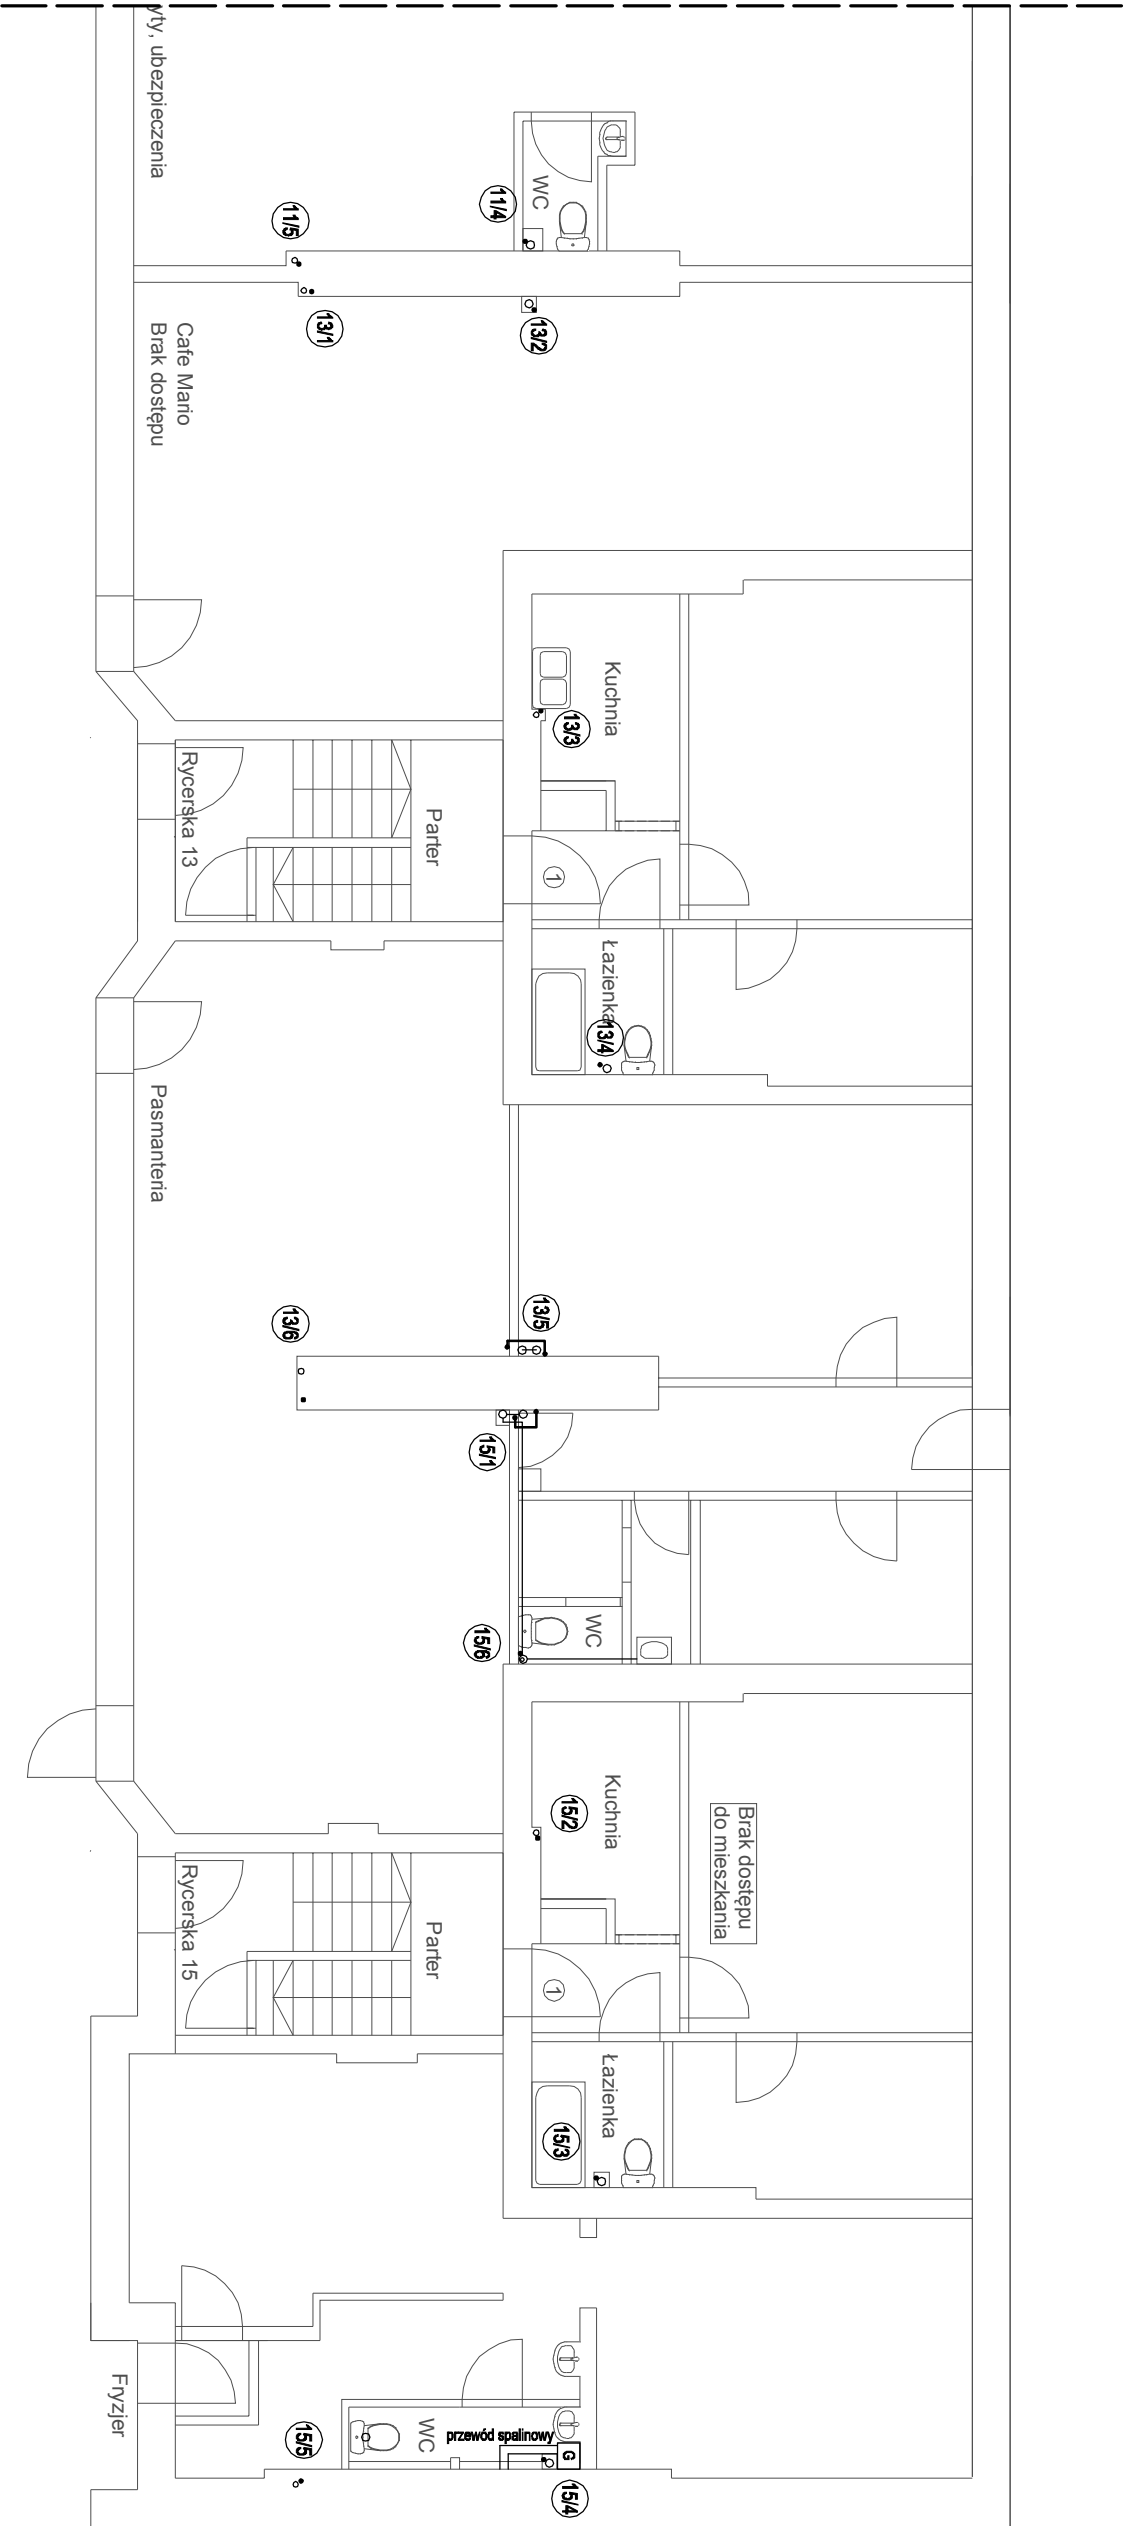 yty, ubezpieczenia
WC
11/4
11/5
13/1
13/2
Cafe Mario
Brak dostępu
Kuchnia
13/3
Rycerska 13
Parter
1
Łazienka
13/4
Pasmanteria
13/5
13/6
15/1
WC
15/6
Kuchnia
15/2
Brak dostępu
do mieszkania
Rycerska 15
Parter
1
Łazienka
15/3
Fryzjer
WC
przewód spalinowy
G
15/5
15/4